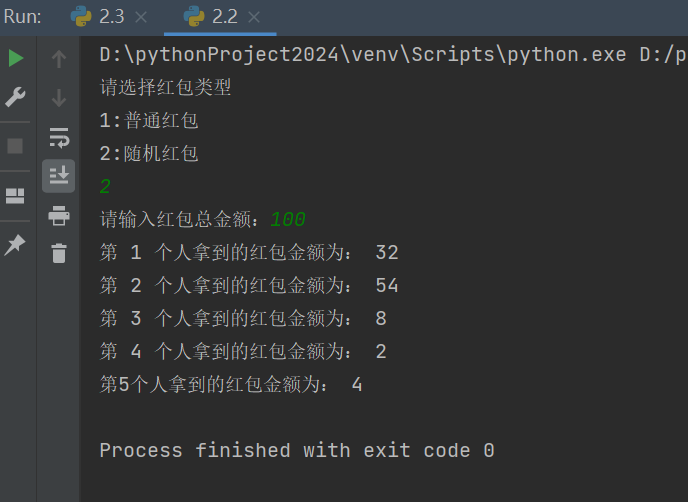 Run: 2.3 2.2
D:\pythonProject2024\venv\Scripts\python.exe D:/p
请选择红包类型
1:普通红包
2:随机红包
2
请输入红包总金额：100
第 1 个人拿到的红包金额为： 32
第 2 个人拿到的红包金额为： 54
第 3 个人拿到的红包金额为： 8
第 4 个人拿到的红包金额为： 2
第5个人拿到的红包金额为： 4
Process finished with exit code 0